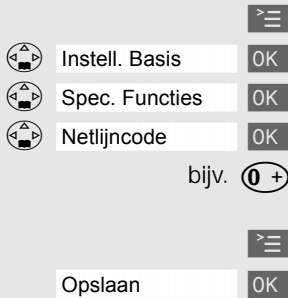 Instell. Basis OK
Spec. Functies OK
Netlijncode OK
bijv. 0 +
Opslaan OK